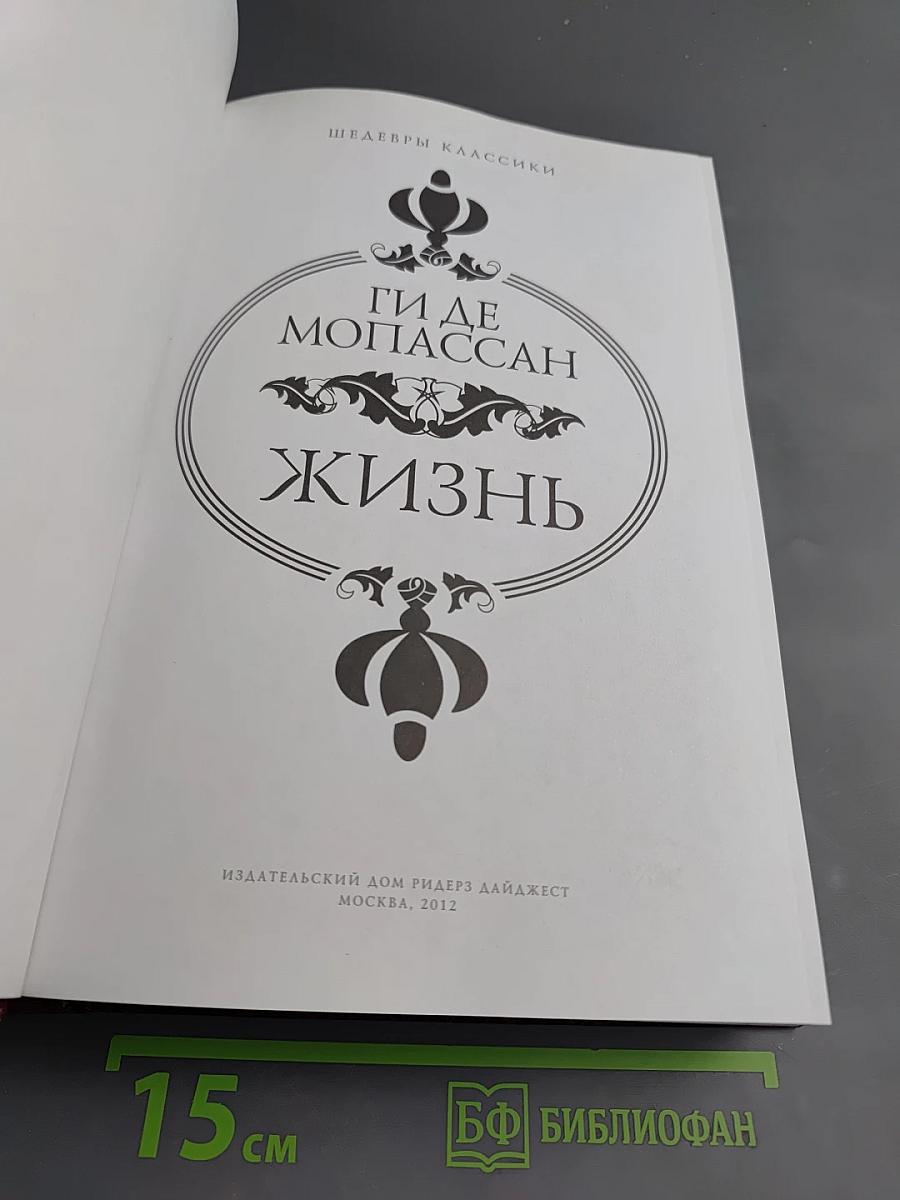 ШЕДЕВРЫ КЛАССИКИ
ГИ ДЕ
МОПАССАН
ЖИЗНЬ
ИЗДАТЕЛЬСКИЙ ДОМ РИДЕРЗ ДАЙДЖЕСТ
МОСКВА, 2012
15 см
БФ БИБЛИОФАН